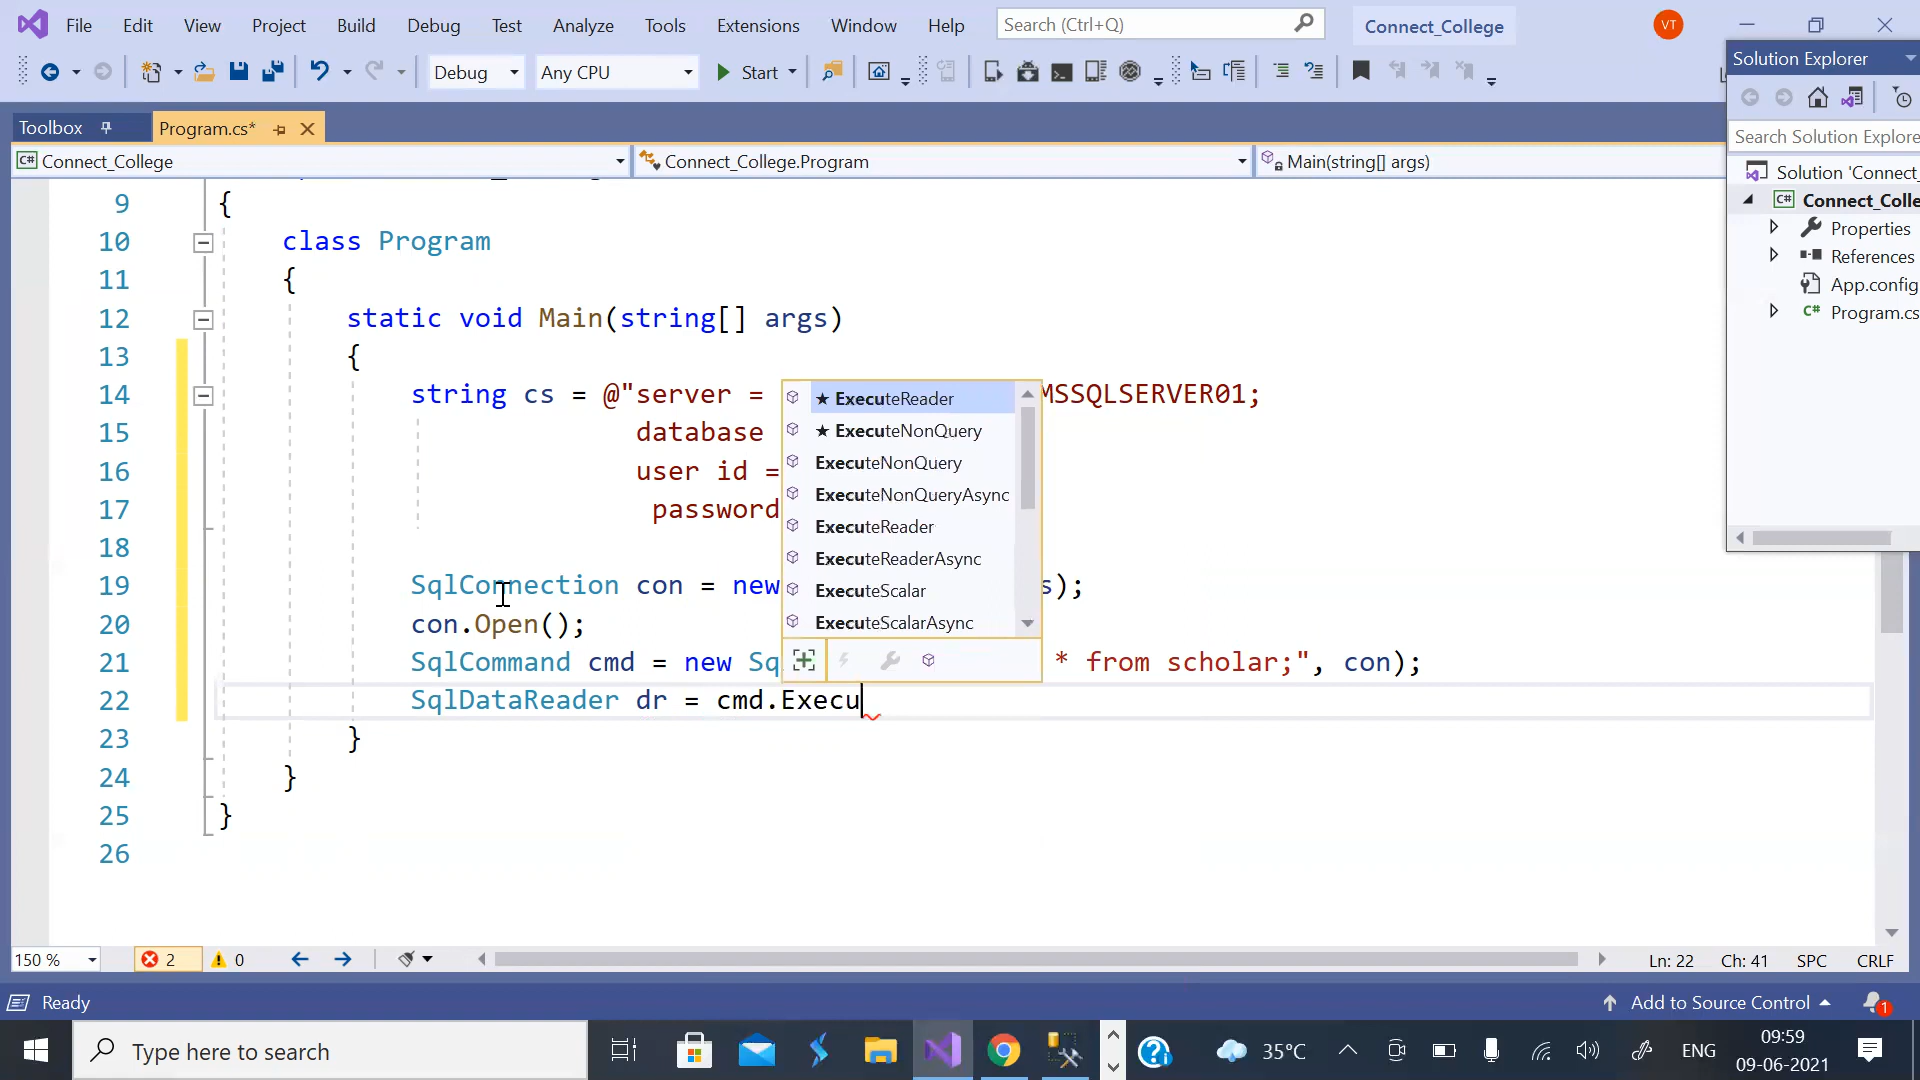 File Edit View Project Build Debug Test Analyze Tools Extensions Window Help Search (Ctrl+Q) Connect_College VT
Debug Any CPU Start
Solution Explorer
Toolbox Program.cs*
Search Solution Explore
C# Connect_College Connect_College.Program Main(string[] args)
Solution 'Connect_
C# Connect_Colle
Properties
References
App.config
C# Program.cs
9 {
10 class Program
11 {
12 static void Main(string[] args)
13 {
14 string cs = @"server = MSSQLSERVER01;
15 database
16 user id =
17 password
18
19 SqlConnection con = new s);
20 con.Open();
21 SqlCommand cmd = new Sq * from scholar;", con);
22 SqlDataReader dr = cmd.Execu
23 }
24 }
25 }
26
★ ExecuteReader
★ ExecuteNonQuery
ExecuteNonQuery
ExecuteNonQueryAsync
ExecuteReader
ExecuteReaderAsync
ExecuteScalar
ExecuteScalarAsync
150 % 2 0 Ln: 22 Ch: 41 SPC CRLF
Ready Add to Source Control 1
Type here to search 35°C ENG 09:59
09-06-2021